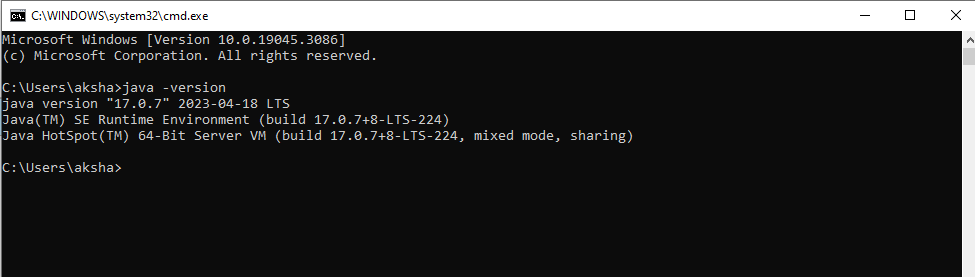 C:\WINDOWS\system32\cmd.exe
Microsoft Windows [Version 10.0.19045.3086]
(c) Microsoft Corporation. All rights reserved.
C:\Users\aksha>java -version
java version "17.0.7" 2023-04-18 LTS
Java(TM) SE Runtime Environment (build 17.0.7+8-LTS-224)
Java HotSpot(TM) 64-Bit Server VM (build 17.0.7+8-LTS-224, mixed mode, sharing)
C:\Users\aksha>